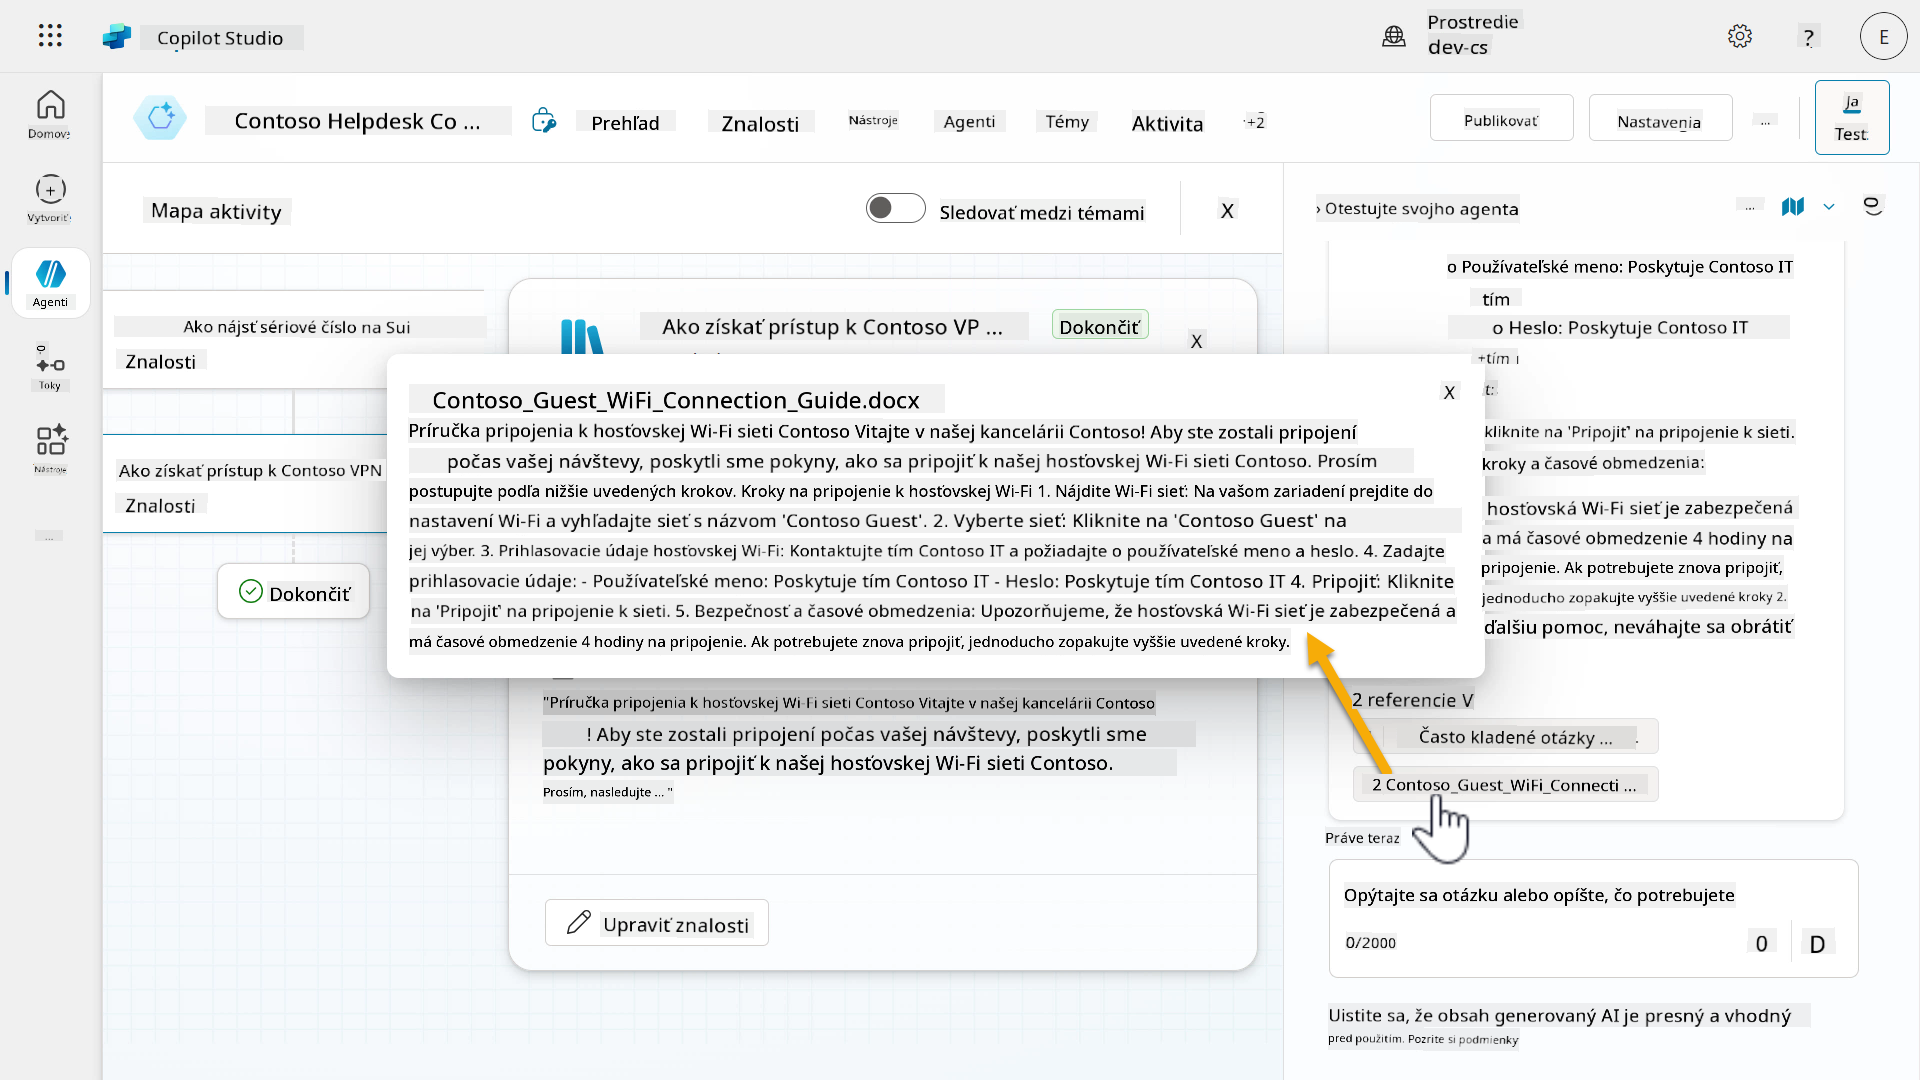 Copilot Studio
Prostredie
dev-cs
?
E
Domov
Vytvoriť
Agenti
Toky
Nástroje
...
Contoso Helpdesk Co ...
Prehľad
Znalosti
Nástroje
Agenti
Témy
Aktivita
+2
Publikovať
Nastavenia
...
Ja
Test
Mapa aktivity
Sledovať medzi témami
X
Ako nájsť sériové číslo na Sui
Znalosti
Ako získať prístup k Contoso VPN
Znalosti
Dokončiť
Ako získať prístup k Contoso VP ...
Dokončiť
X
Contoso_Guest_WiFi_Connection_Guide.docx
X
Príručka pripojenia k hosťovskej Wi-Fi sieti Contoso Vitajte v našej kancelárii Contoso! Aby ste zostali pripojení
počas vašej návštevy, poskytli sme pokyny, ako sa pripojiť k našej hosťovskej Wi-Fi sieti Contoso. Prosím
postupujte podľa nižšie uvedených krokov. Kroky na pripojenie k hosťovskej Wi-Fi 1. Nájdite Wi-Fi sieť: Na vašom zariadení prejdite do
nastavení Wi-Fi a vyhľadajte sieť s názvom 'Contoso Guest'. 2. Vyberte sieť: Kliknite na 'Contoso Guest' na
jej výber. 3. Prihlasovacie údaje hosťovskej Wi-Fi: Kontaktujte tím Contoso IT a požiadajte o používateľské meno a heslo. 4. Zadajte
prihlasovacie údaje: - Používateľské meno: Poskytuje tím Contoso IT - Heslo: Poskytuje tím Contoso IT 4. Pripojiť: Kliknite
na 'Pripojiť' na pripojenie k sieti. 5. Bezpečnosť a časové obmedzenia: Upozorňujeme, že hosťovská Wi-Fi sieť je zabezpečená a
má časové obmedzenie 4 hodiny na pripojenie. Ak potrebujete znova pripojiť, jednoducho zopakujte vyššie uvedené kroky.
"Príručka pripojenia k hosťovskej Wi-Fi sieti Contoso Vitajte v našej kancelárii Contoso
! Aby ste zostali pripojení počas vašej návštevy, poskytli sme
pokyny, ako sa pripojiť k našej hosťovskej Wi-Fi sieti Contoso.
Prosím, nasledujte ... "
Upraviť znalosti
› Otestujte svojho agenta
...
o Používateľské meno: Poskytuje Contoso IT
tím
o Heslo: Poskytuje Contoso IT
+tím
kliknite na 'Pripojiť' na pripojenie k sieti.
kroky a časové obmedzenia:
hosťovská Wi-Fi sieť je zabezpečená
a má časové obmedzenie 4 hodiny na
pripojenie. Ak potrebujete znova pripojiť,
jednoducho zopakujte vyššie uvedené kroky 2.
ďalšiu pomoc, neváhajte sa obrátiť
2 referencie V
Často kladené otázky ...
2 Contoso_Guest_WiFi_Connecti ...
Práve teraz
Opýtajte sa otázku alebo opíšte, čo potrebujete
0/2000
0
D
Uistite sa, že obsah generovaný AI je presný a vhodný
pred použitím. Pozrite si podmienky